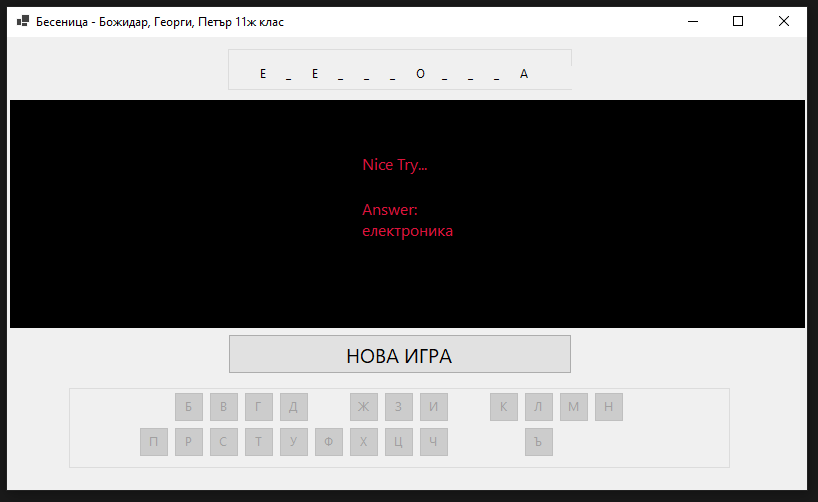 Бесеница - Божидар, Георги, Петър 11ж клас
Е _ Е _ _ _ О _ _ _ А
Nice Try...
Answer:
електроника
НОВА ИГРА
Б В Г Д Ж З И К Л М Н
П Р С Т У Ф Х Ц Ч Ъ